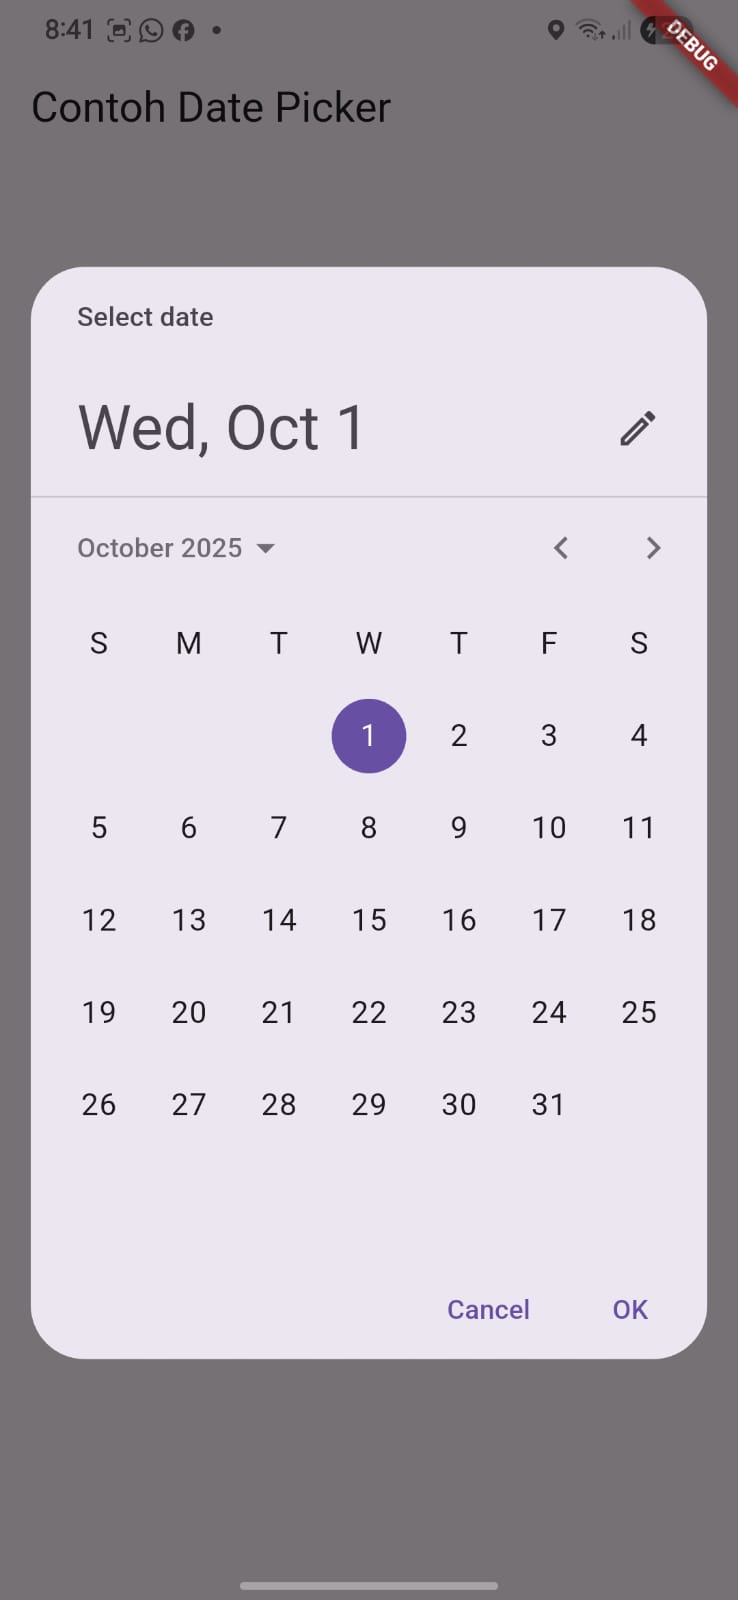 8:41
DEBUG
Contoh Date Picker
Select date
Wed, Oct 1
October 2025
S M T W T F S
1 2 3 4
5 6 7 8 9 10 11
12 13 14 15 16 17 18
19 20 21 22 23 24 25
26 27 28 29 30 31
Cancel OK